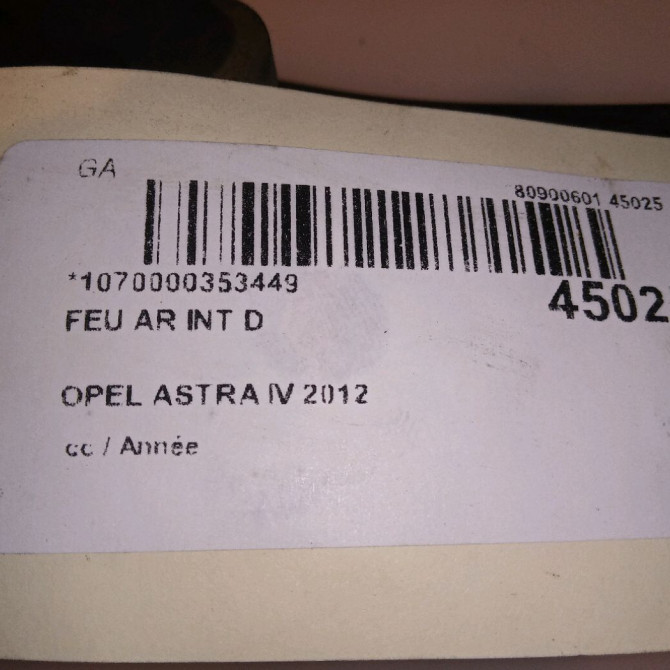 GA
80900601 45025
*1070000353449
4502
FEU AR INT D
OPEL ASTRA IV 2012
cc / Année